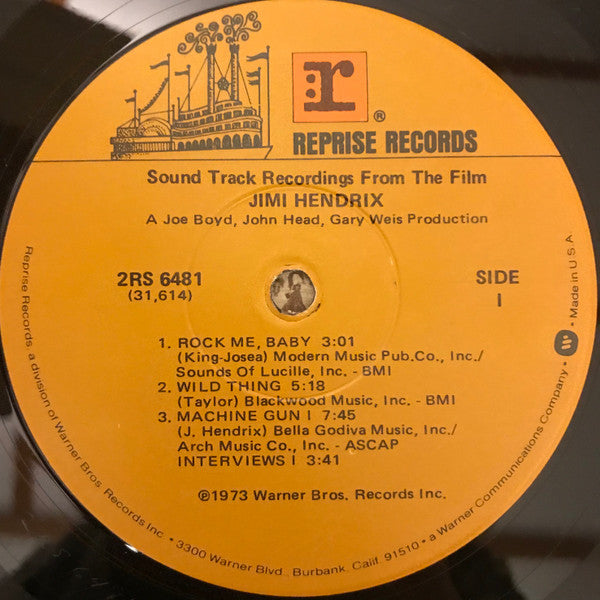 r
®
REPRISE RECORDS
Sound Track Recordings From The Film
JIMI HENDRIX
A Joe Boyd, John Head, Gary Weis Production
2RS 6481
(31,614)
SIDE
I
1. ROCK ME, BABY 3:01
(King-Josea) Modern Music Pub.Co., Inc./
Sounds Of Lucille, Inc. - BMI
2. WILD THING 5:18
(Taylor) Blackwood Music, Inc. - BMI
3. MACHINE GUN I 7:45
(J. Hendrix) Bella Godiva Music, Inc./
Arch Music Co., Inc. - ASCAP
INTERVIEWS I 3:41
℗1973 Warner Bros. Records Inc.
Reprise Records, a division of Warner Bros. Records Inc. • 3300 Warner Blvd., Burbank, Calif. 91510 • a Warner Communications Company • W • Made in U.S.A.